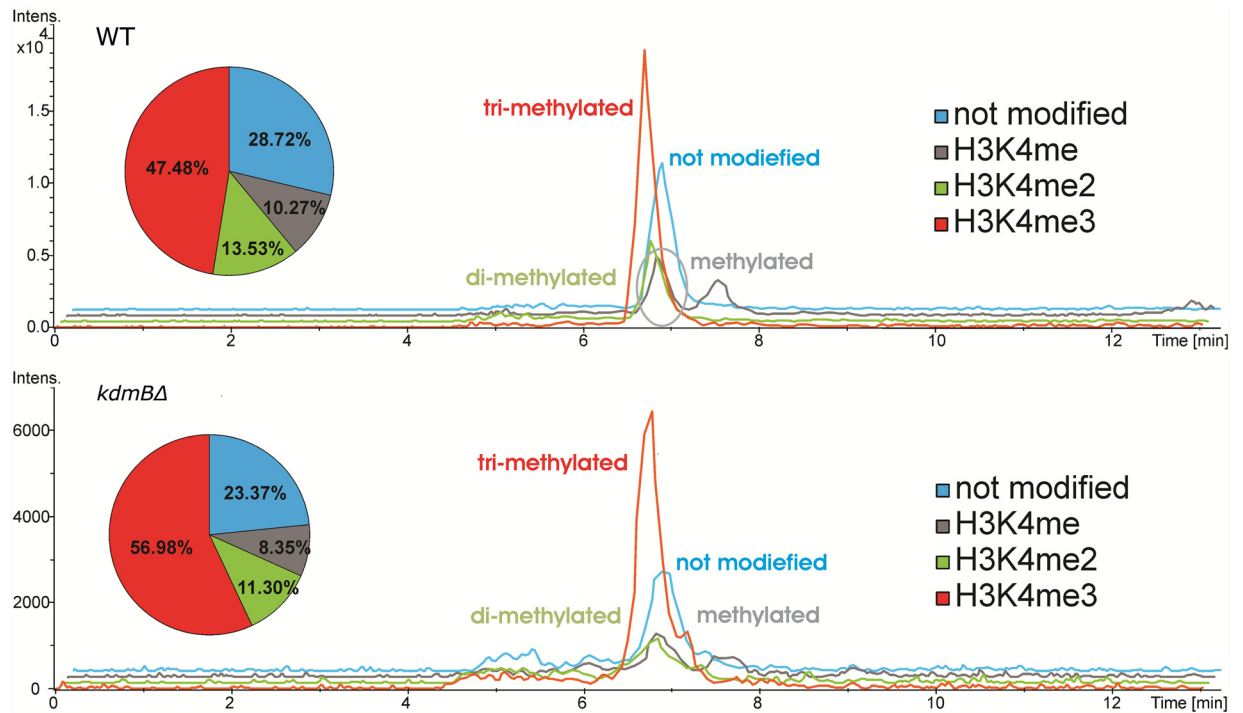 Intens.
x10 4
WT
1.5
1.0
0.5
0.0
28.72%
47.48%
10.27%
13.53%
tri-methylated
not modiefied
di-methylated
methylated
not modified
H3K4me
H3K4me2
H3K4me3
0 2 4 6 8 10 12 Time [min]
Intens.
kdmBΔ
6000
4000
2000
0
23.37%
56.98%
8.35%
11.30%
tri-methylated
not modiefied
di-methylated
methylated
not modified
H3K4me
H3K4me2
H3K4me3
0 2 4 6 8 10 12 Time [min]